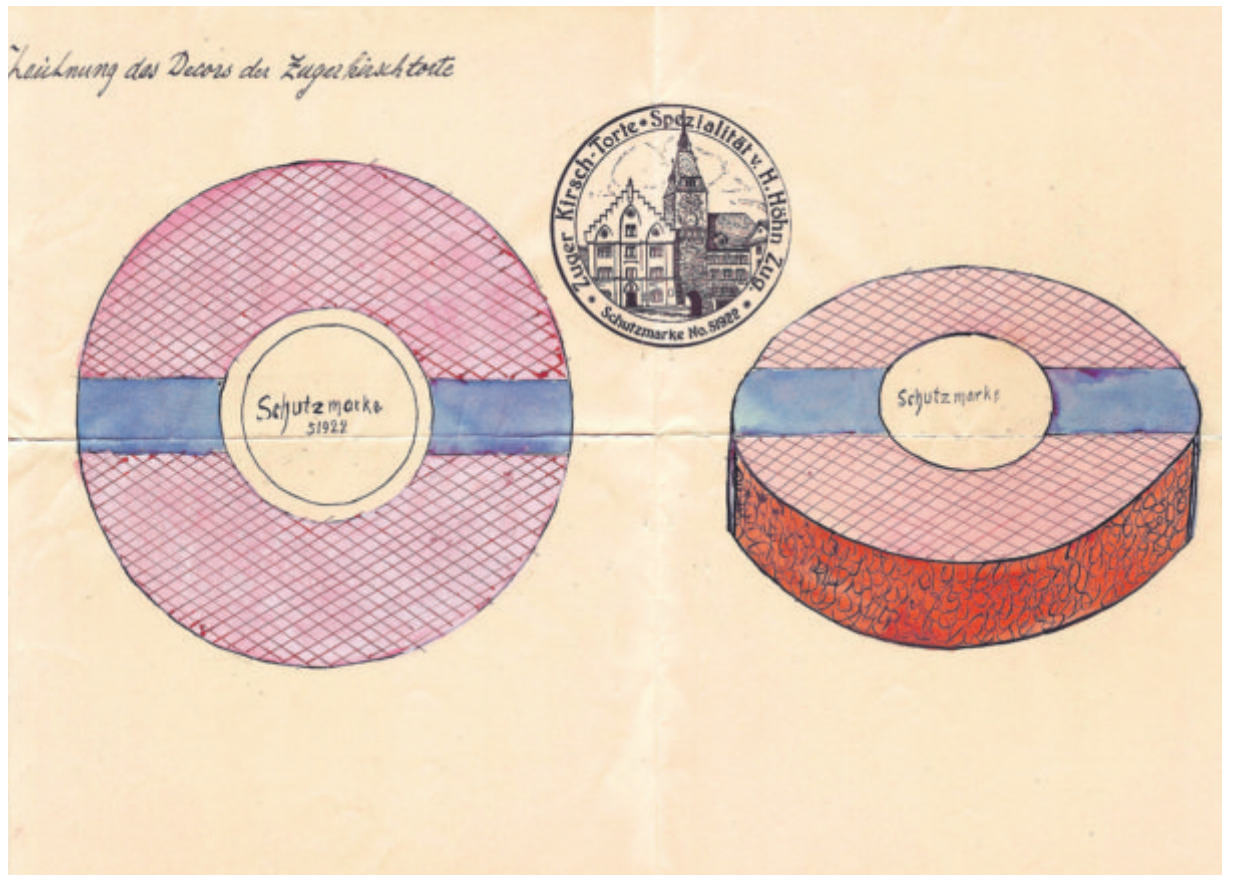 Zeichnung des Decors der Zugerkirschtorte
* Zuger Kirsch-Torte * Spezialität v. H. Höhn Zug. *
Schutzmarke No. 51922
Schutzmarke
51922
Schutzmarke